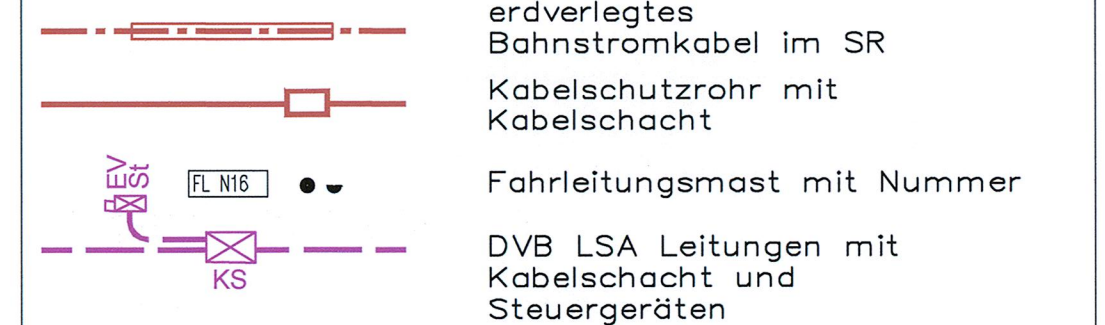 erdverlegtes
Bahnstromkabel im SR
Kabelschutzrohr mit
Kabelschacht
EV
St
FL N16
Fahrleitungsmast mit Nummer
DVB LSA Leitungen mit
Kabelschacht und
Steuergeräten
KS